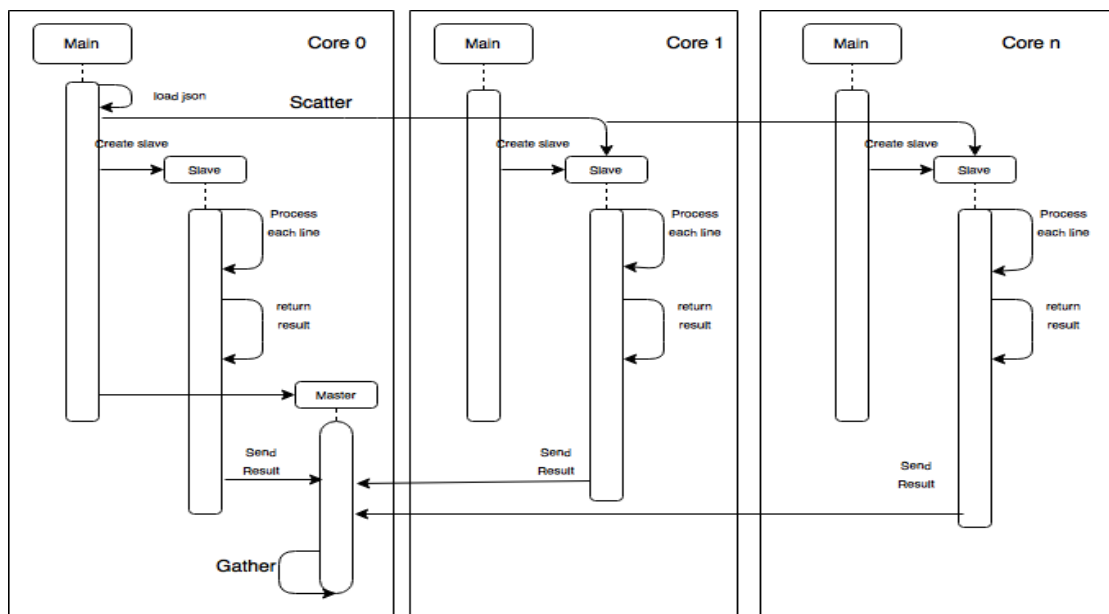 Main
Core 0
Main
Core 1
Main
Core n
load json
Scatter
Create slave
Create slave
Create slave
Slave
Slave
Slave
Process
each line
Process
each line
Process
each line
return
result
return
result
return
result
Master
Send
Result
Send
Result
Send
Result
Gather